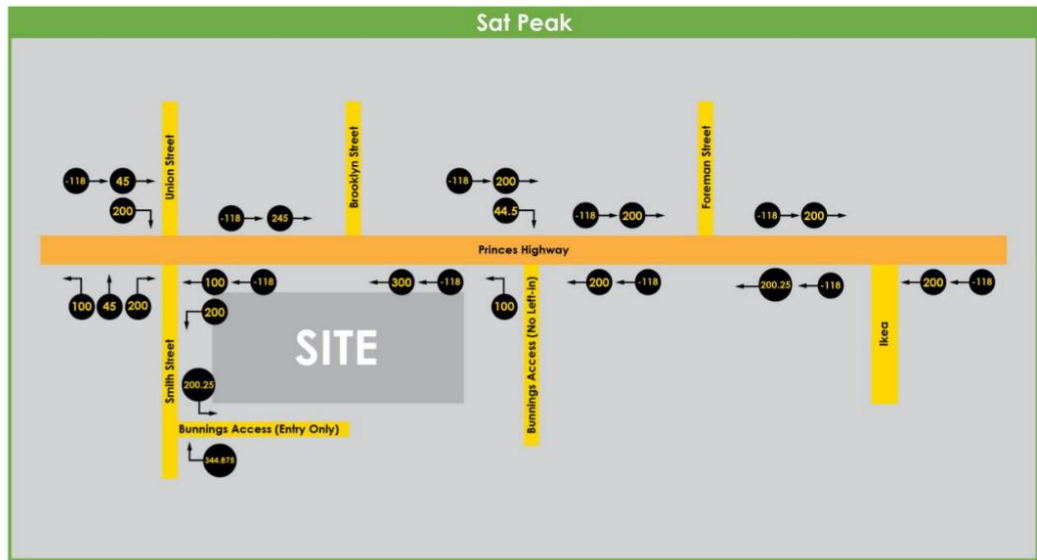 Sat Peak
Union Street
Brooklyn Street
Foreman Street
-118 45
200
-118 245
-118 200
44.5
-118 200
-118 200
Princes Highway
100 45 200
100 -118
200
300 -118
100
200 -118
200.25 -118
200 -118
SITE
Smith Street
Bunnings Access (No Left-in)
Ikea
200.25
Bunnings Access (Entry Only)
344.875